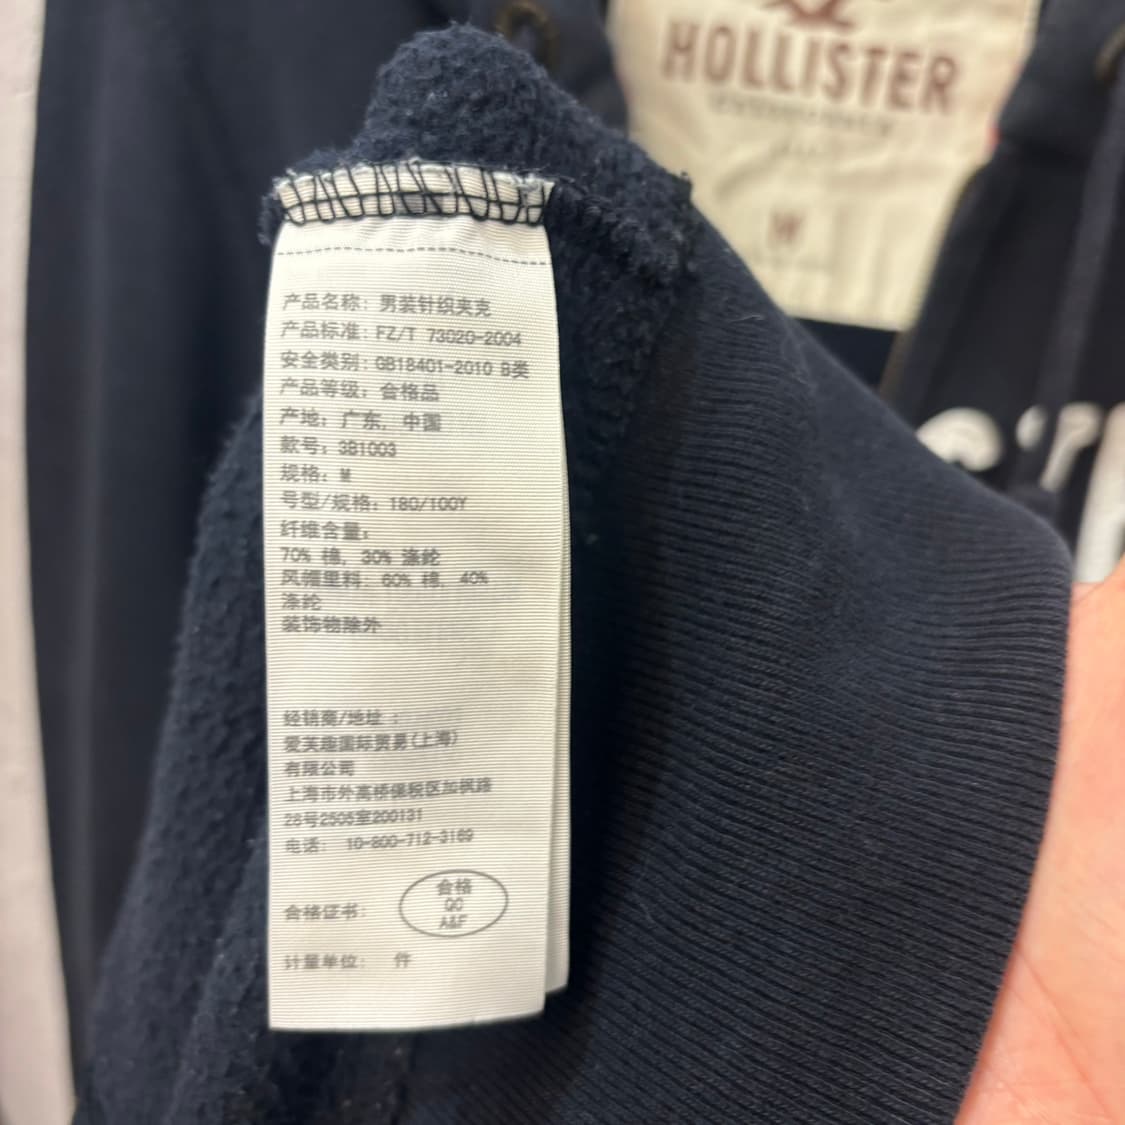 HOLLISTER
M
产品名称：男装针织夹克
产品标准：FZ/T 73020-2004
安全类别：GB18401-2010 B类
产品等级：合格品
产地：广东，中国
款号：3B1003
规格：M
号型/规格：180/100Y
纤维含量：
70% 棉，30% 涤纶
风帽里料：60% 棉，40%
涤纶
装饰物除外
经销商/地址：
爱芙趣国际贸易(上海)
有限公司
上海市外高桥保税区加枫路
28号2505室200131
电话： 10-800-712-3169
合格证书：
合格
QC
A&F
计量单位： 件